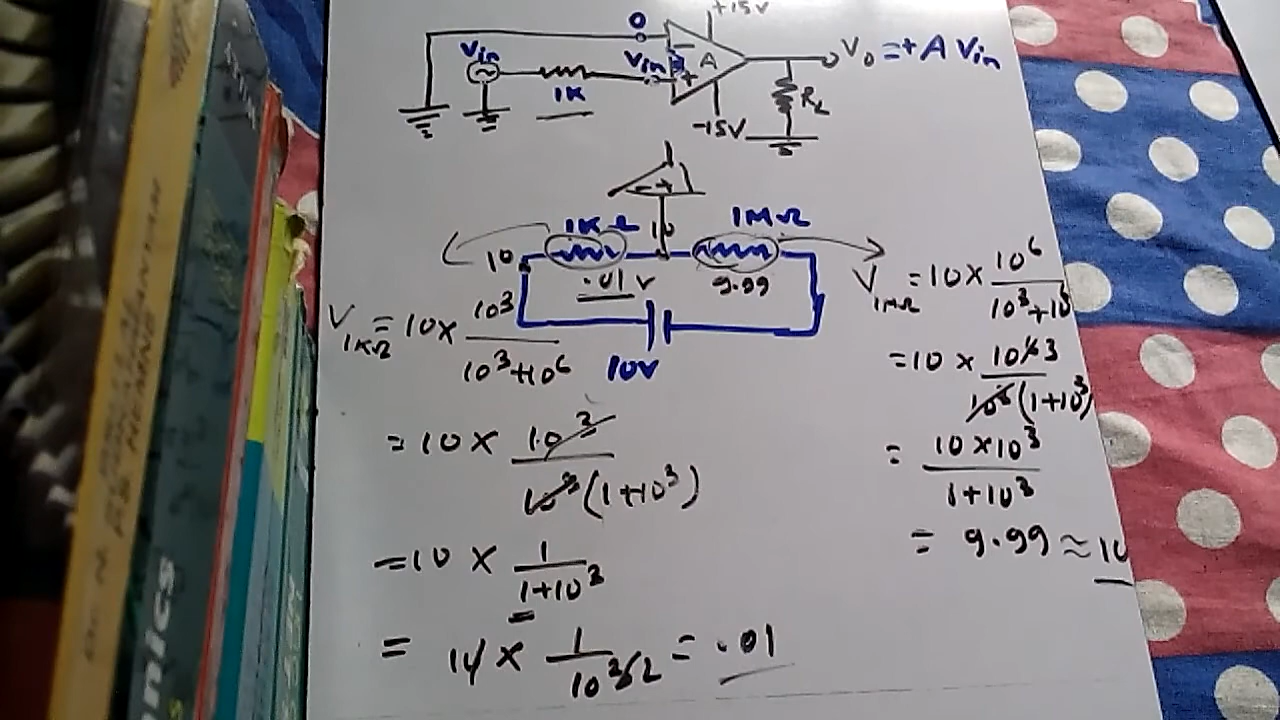 +15V
0
Vin
Vin
- A
+
V0 = +A Vin
1K
RL
-15V
- +
1KΩ 10 1MΩ
10
.01 v 9.99
10V
V1KΩ = 10 × 10^3 / 10^3+10^6
= 10 × 10^3 / 10^3 (1+10^3)
= 10 × 1 / 1+10^3
= 10 × 1 / 10^3 2 = .01
V1MΩ = 10 × 10^6 / 10^3+10^6
= 10 × 10^6 3 / 10^3 (1+10^3)
= 10 × 10^3 / 1+10^3
= 9.99 ≈ 10
nics